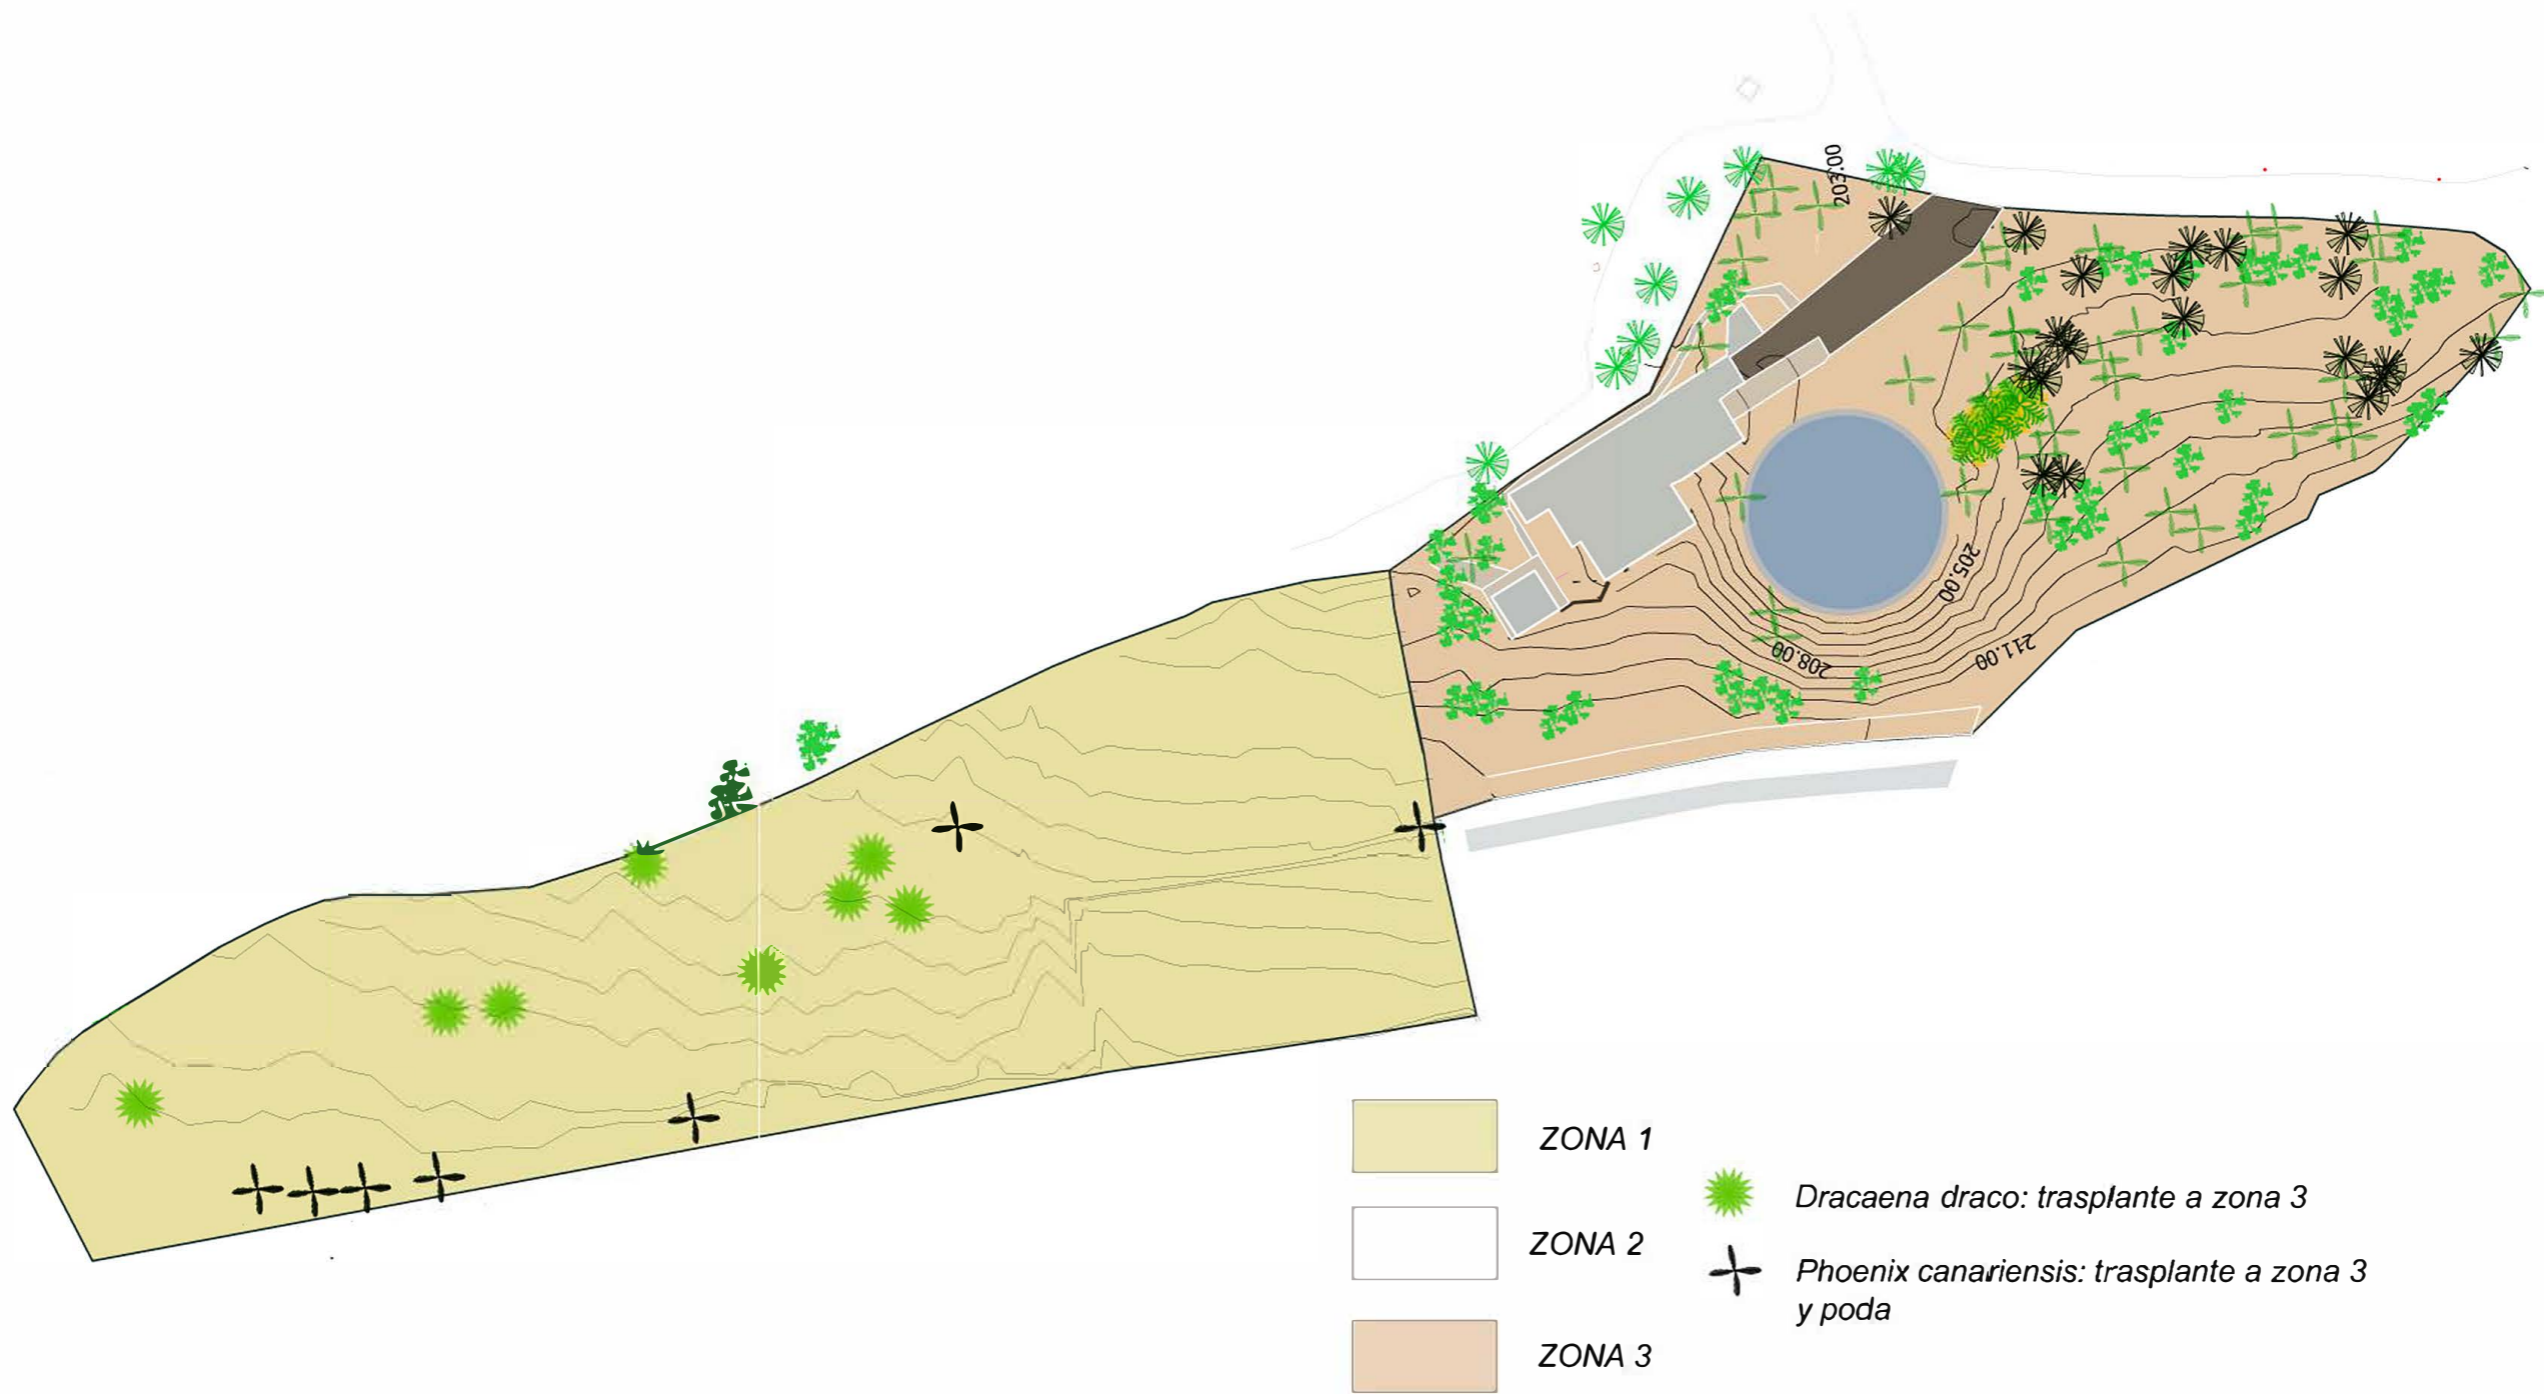 203.00
205.00
208.00
211.00
ZONA 1
ZONA 2
ZONA 3
Dracaena draco: trasplante a zona 3
Phoenix canariensis: trasplante a zona 3
y poda